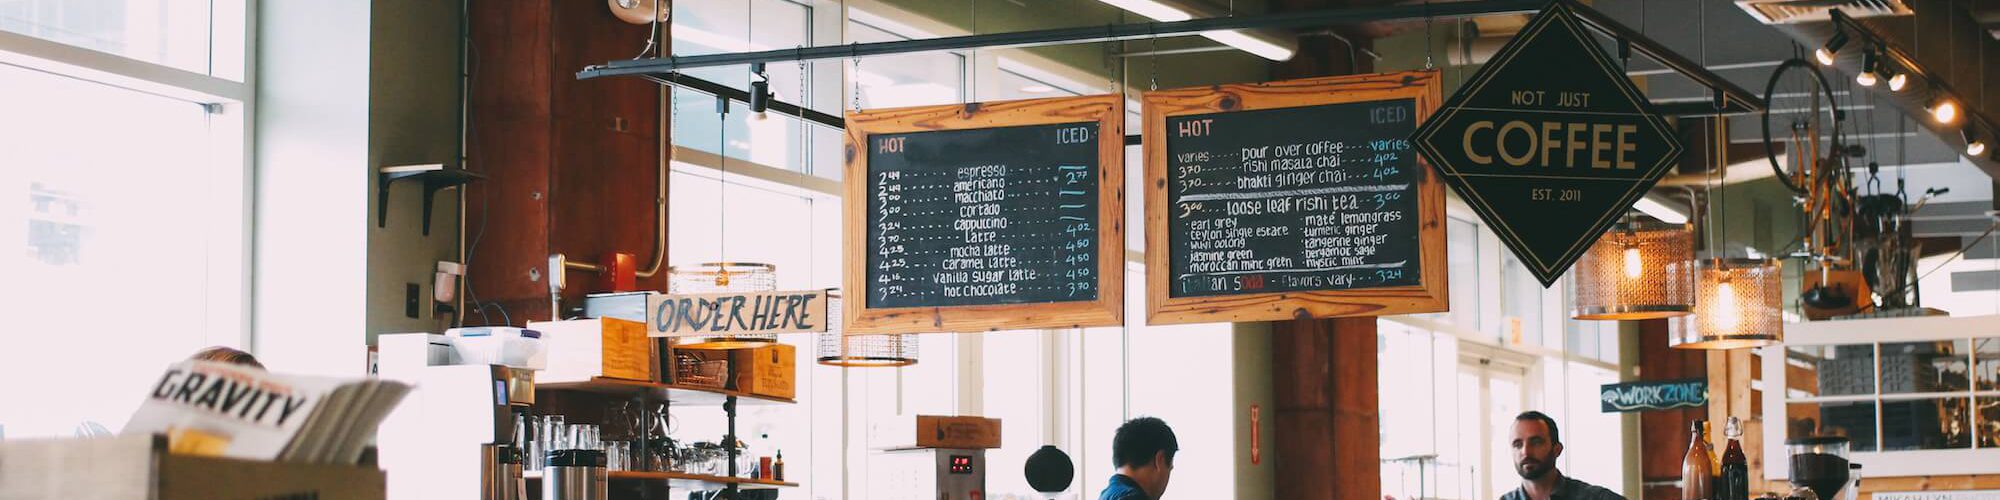 HOT ICED
2.49 espresso
2.49 americano 2.77
3.00 macchiato
3.00 cortado
3.24 cappuccino
3.70 Latte 4.02
4.25 mocha latte 4.50
4.25 caramel latte 4.50
4.16 vanilla sugar latte 4.50
3.24 hot chocolate 3.70
HOT ICED
varies pour over coffee varies
3.70 rishi masala chai 4.02
3.70 bhakti ginger chai 4.02
3.00 loose leaf rishi tea 3.00
earl grey
ceylon single estate
wuyi oolong
jasmine green
moroccan mint green
maté lemongrass
turmeric ginger
tangerine ginger
bergamot sage
mystic mint
italian soda - flavors vary 3.24
NOT JUST
COFFEE
EST. 2011
ORDER HERE
GRAVITY
WORKZONE